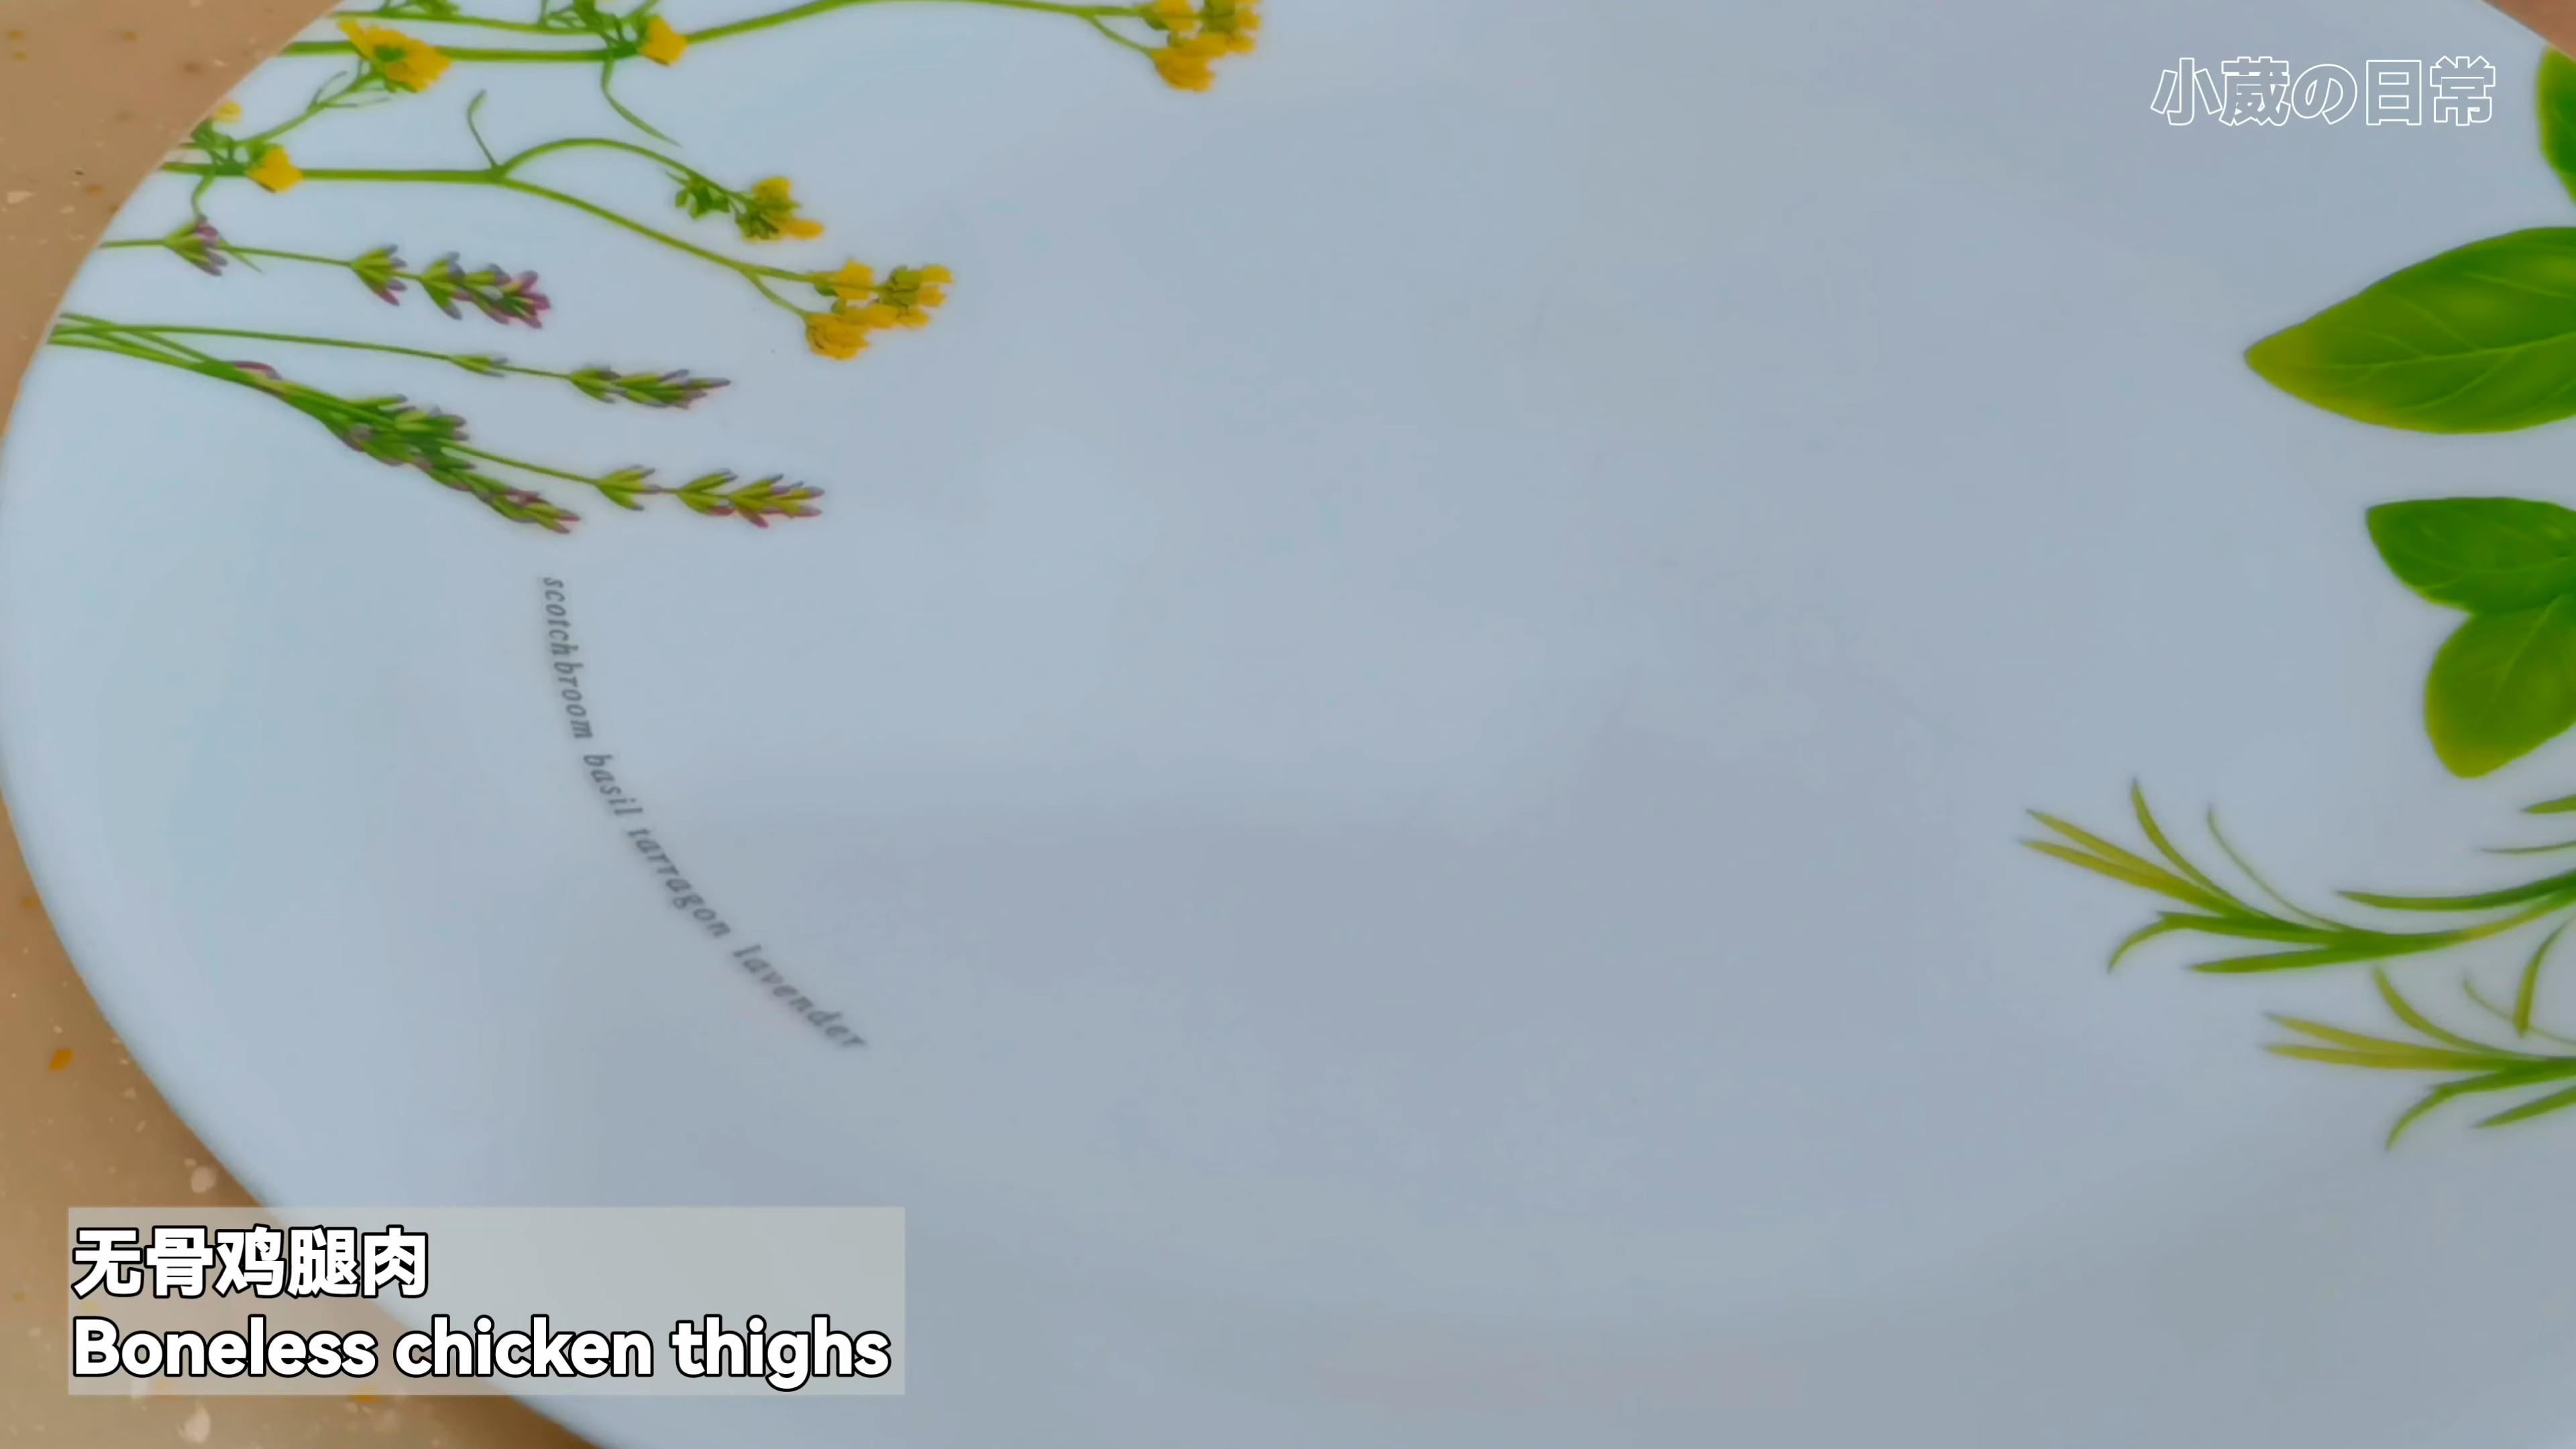 小葳の日常
scotchbroom basil tarragon lavender
无骨鸡腿肉
Boneless chicken thighs